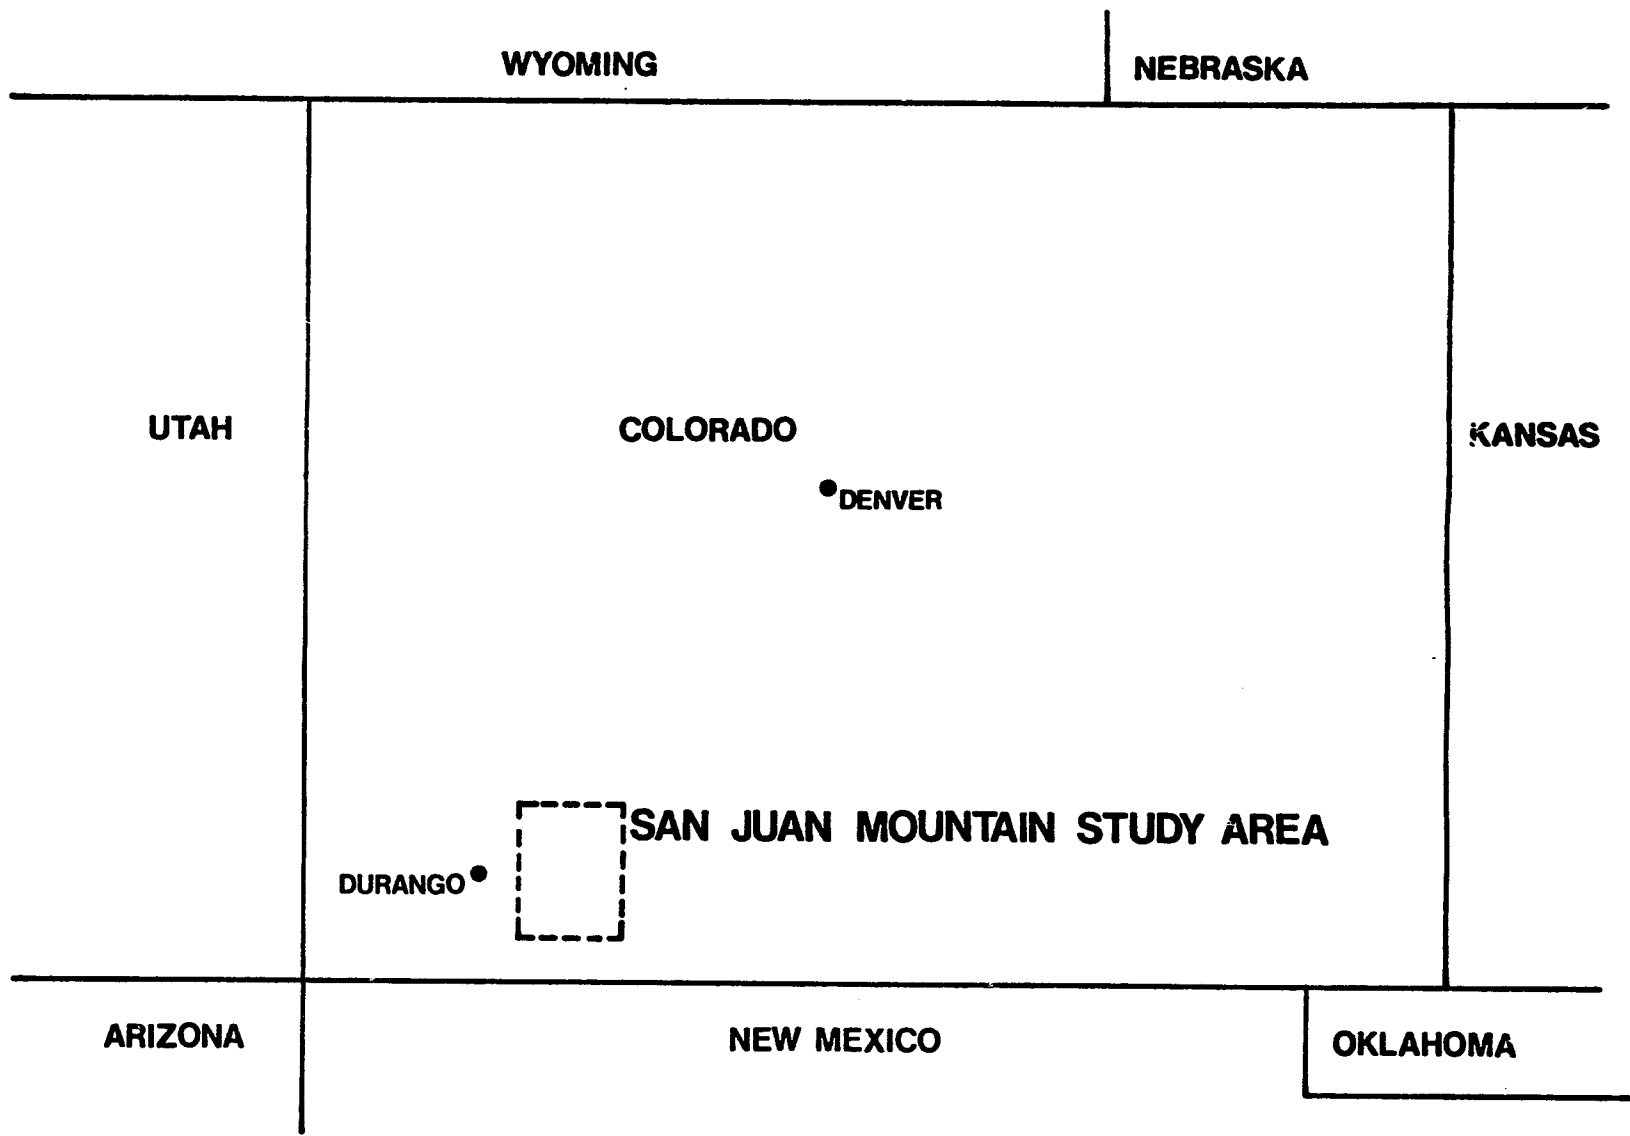 WYOMING
NEBRASKA
UTAH
COLORADO
KANSAS
DENVER
SAN JUAN MOUNTAIN STUDY AREA
DURANGO
ARIZONA
NEW MEXICO
OKLAHOMA